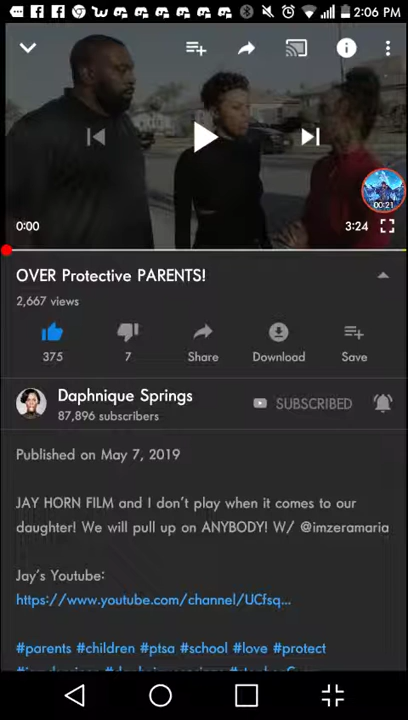 2:06 PM
00:21
0:00
3:24
OVER Protective PARENTS!
2,667 views
375
7
Share
Download
Save
Daphnique Springs
87,896 subscribers
SUBSCRIBED
Published on May 7, 2019
JAY HORN FILM and I don't play when it comes to our
daughter! We will pull up on ANYBODY! W/ @imzeramaria
Jay's Youtube:
https://www.youtube.com/channel/UCfsq...
#parents #children #ptsa #school #love #protect